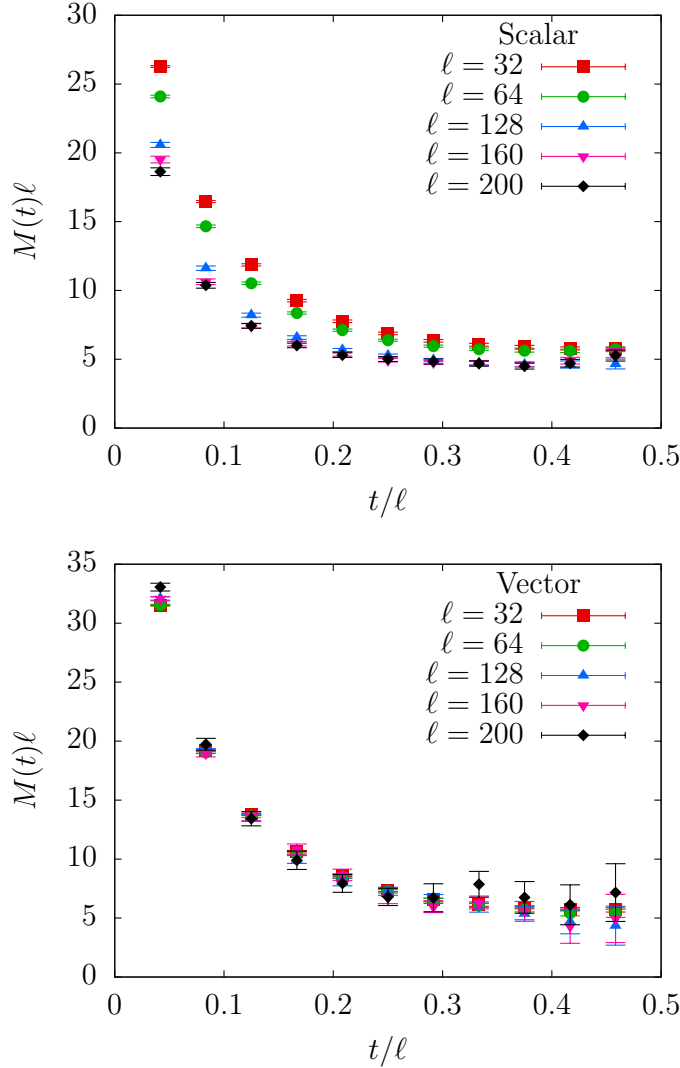 Scalar
ℓ = 32
ℓ = 64
ℓ = 128
ℓ = 160
ℓ = 200
30
25
20
15
10
5
0
M(t)ℓ
0 0.1 0.2 0.3 0.4 0.5
t/ℓ
Vector
ℓ = 32
ℓ = 64
ℓ = 128
ℓ = 160
ℓ = 200
35
30
25
20
15
10
5
0
M(t)ℓ
0 0.1 0.2 0.3 0.4 0.5
t/ℓ